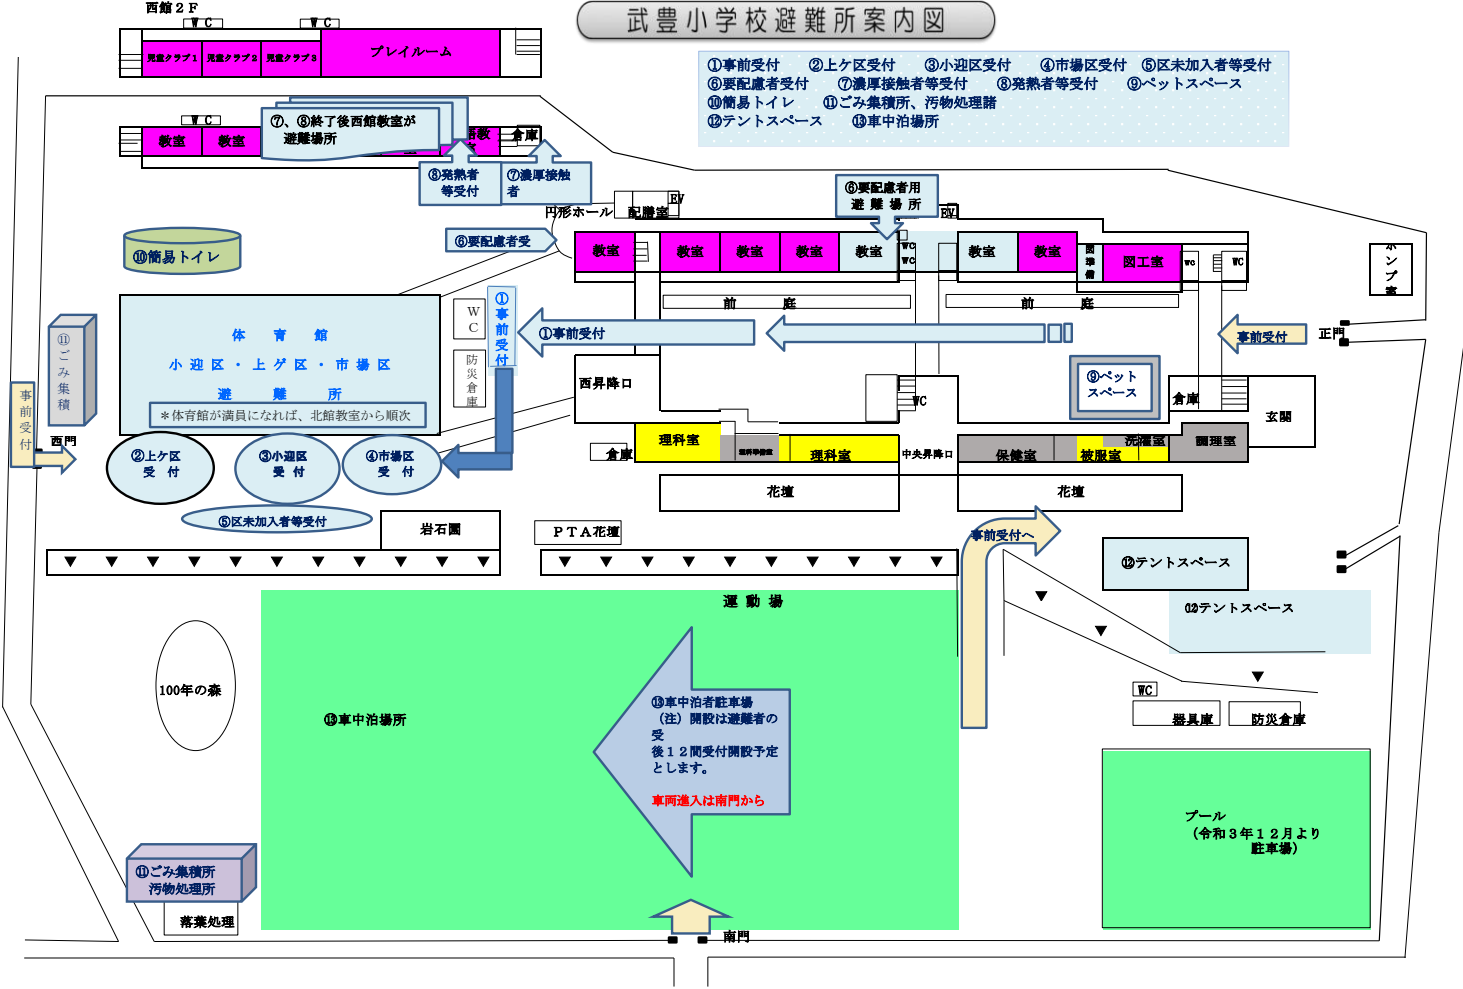 西館２Ｆ
武豊小学校避難所案内図
ＷＣ
ＷＣ
児童クラブ１
児童クラブ２
児童クラブ３
プレイルーム
①事前受付 ②上ケ区受付 ③小迎区受付 ④市場区受付 ⑤区未加入者等受付
⑥要配慮者受付 ⑦濃厚接触者等受付 ⑧発熱者等受付 ⑨ペットスペース
⑩簡易トイレ ⑪ごみ集積所、汚物処理諸
⑫テントスペース ⑬車中泊場所
ＷＣ
教室
教室
⑦、⑧終了後西館教室が
避難場所
倉庫
⑧発熱者
等受付
⑦濃厚接触
者
⑥要配慮者用
避難場所
円形ホール
配膳室
EV
EV
⑥要配慮者受
⑩簡易トイレ
教室
教室
教室
教室
教室
WC
WC
教室
教室
図
準
備
図工室
WC
WC
ポ
ン
プ
室
前庭
前庭
①
事
前
受
付
ＷＣ
①事前受付
事前受付
正門
⑪
ご
み
集
積
体育館
小迎区・上ゲ区・市場区
避難所
＊体育館が満員になれば、北館教室から順次
防
災
倉
庫
西昇降口
⑨ペット
スペース
WC
倉庫
玄関
事
前
受
付
西門
②上ケ区
受付
③小迎区
受付
④市場区
受付
⑤区未加入者等受付
倉庫
理科室
理科準備室
理科室
中央昇降口
保健室
被服室
洗濯室
調理室
花壇
花壇
岩石園
ＰＴＡ花壇
事前受付へ
⑫テントスペース
⑫テントスペース
運動場
100年の森
⑬車中泊場所
⑬車中泊者駐車場
（注）開設は避難者の
受
後１２間受付開設予定
とします。
車両進入は南門から
WC
器具庫
防災倉庫
プール
（令和３年１２月より
駐車場）
⑪ごみ集積所
汚物処理所
落葉処理
南門